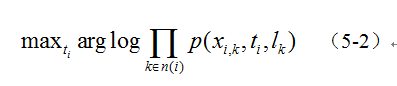 max_{t_i} arg log ∏_{k∈n(i)} p(x_{i,k}, t_i, l_k) （5-2）↵